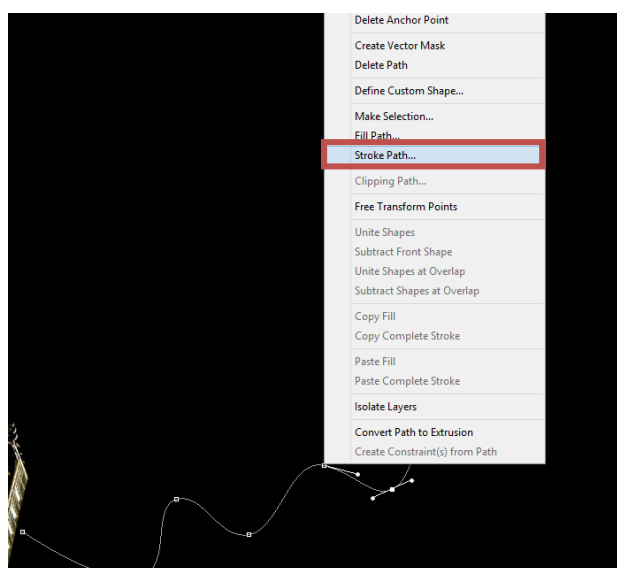 Delete Anchor Point
Create Vector Mask
Delete Path
Define Custom Shape...
Make Selection...
Fill Path...
Stroke Path...
Clipping Path...
Free Transform Points
Unite Shapes
Subtract Front Shape
Unite Shapes at Overlap
Subtract Shapes at Overlap
Copy Fill
Copy Complete Stroke
Paste Fill
Paste Complete Stroke
Isolate Layers
Convert Path to Extrusion
Create Constraint(s) from Path